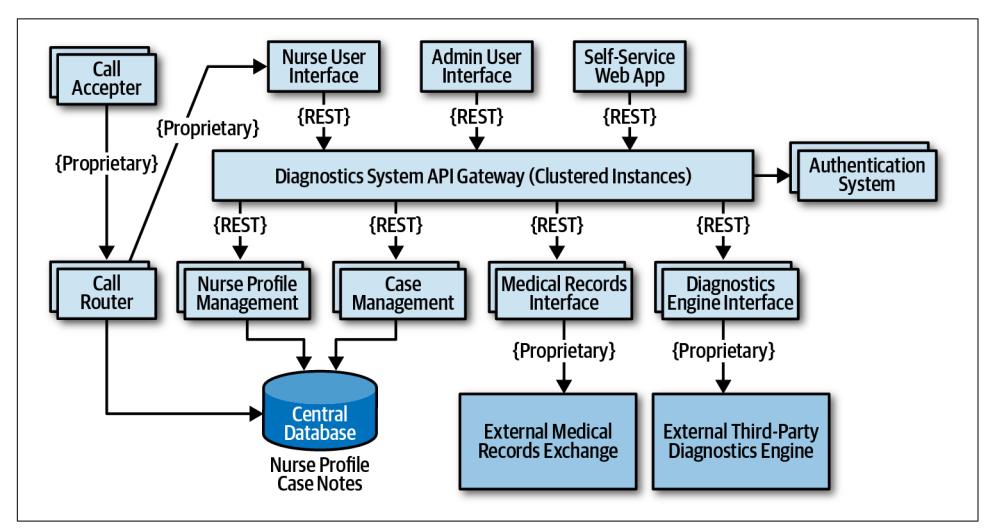 Call
Accepter
Nurse User
Interface
Admin User
Interface
Self-Service
Web App
{Proprietary}
{REST}
{REST}
{REST}
{Proprietary}
Diagnostics System API Gateway (Clustered Instances)
Authentication
System
{REST}
{REST}
{REST}
{REST}
Call
Router
Nurse Profile
Management
Case
Management
Medical Records
Interface
Diagnostics
Engine Interface
{Proprietary}
{Proprietary}
Central
Database
Nurse Profile
Case Notes
External Medical
Records Exchange
External Third-Party
Diagnostics Engine